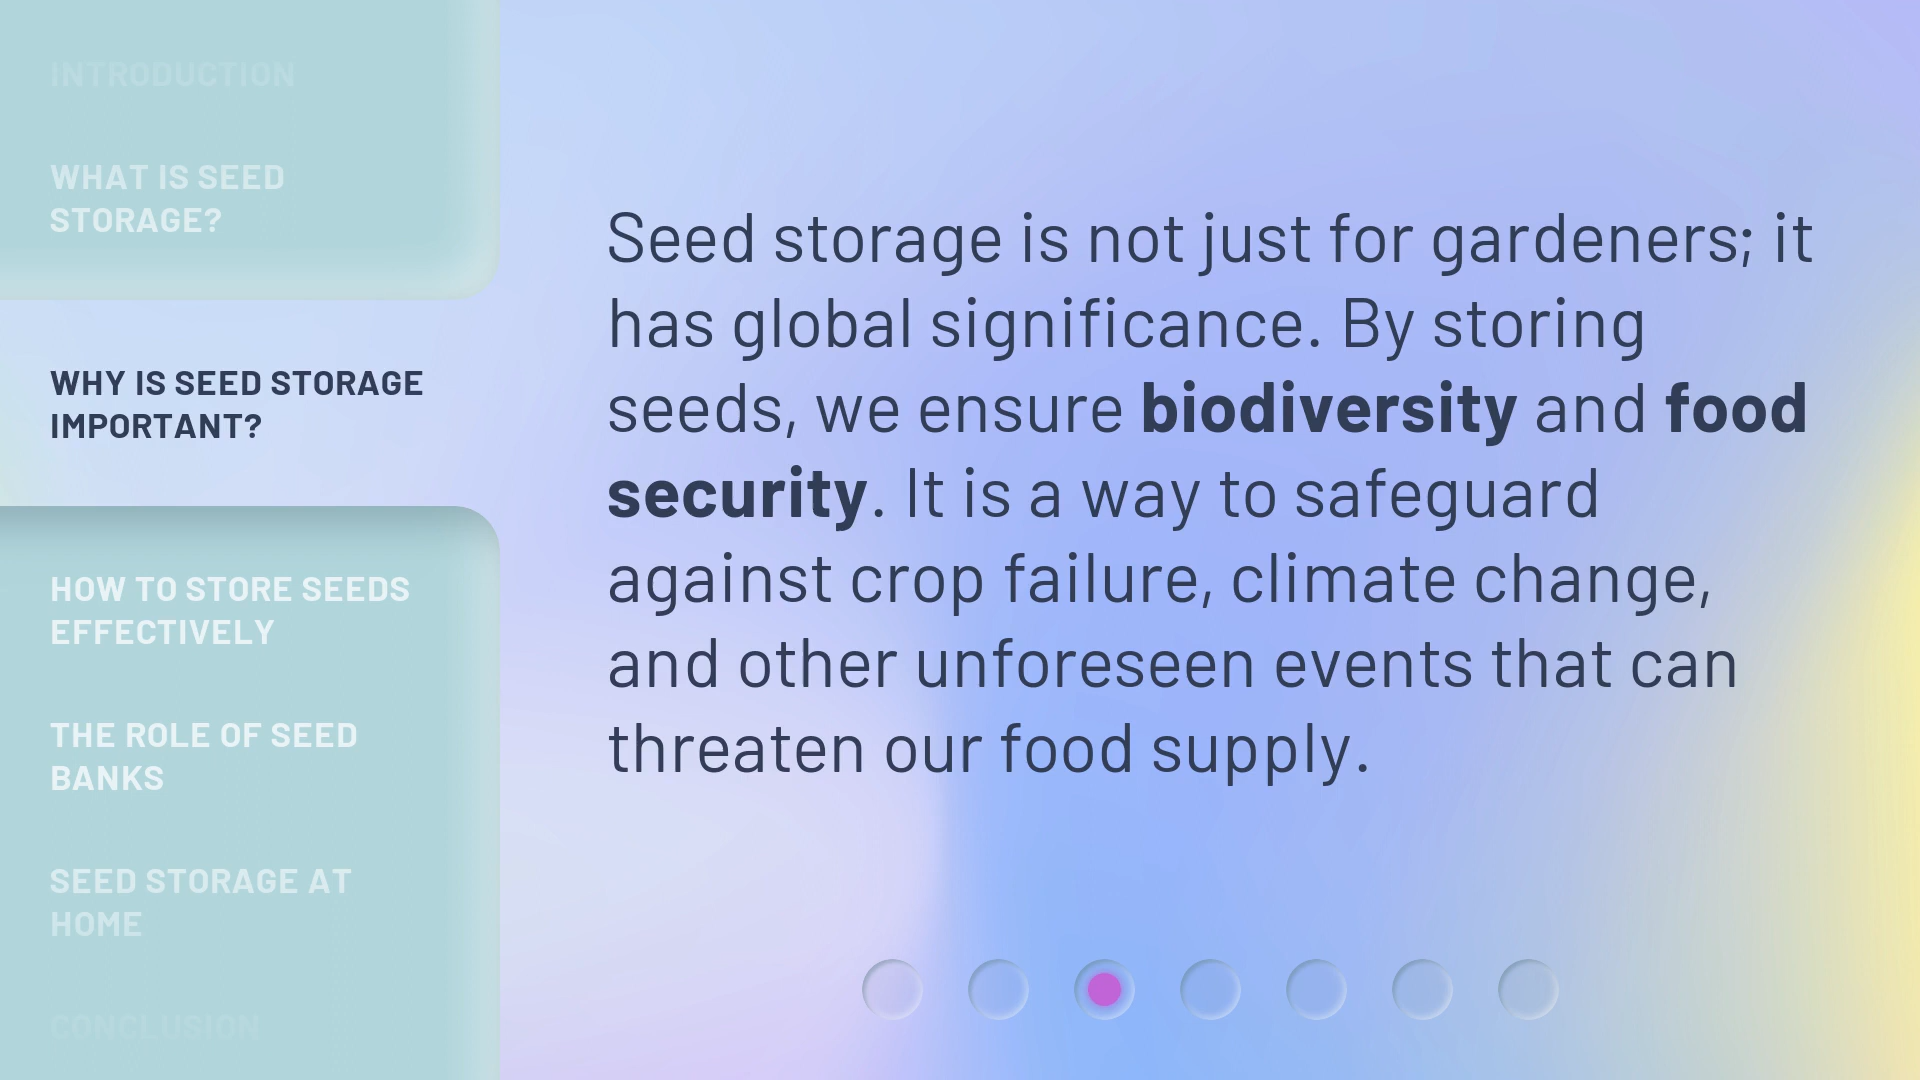 INTRODUCTION
WHAT IS SEED
STORAGE?
WHY IS SEED STORAGE
IMPORTANT?
HOW TO STORE SEEDS
EFFECTIVELY
THE ROLE OF SEED
BANKS
SEED STORAGE AT
HOME
CONCLUSION
Seed storage is not just for gardeners; it
has global significance. By storing
seeds, we ensure biodiversity and food
security. It is a way to safeguard
against crop failure, climate change,
and other unforeseen events that can
threaten our food supply.